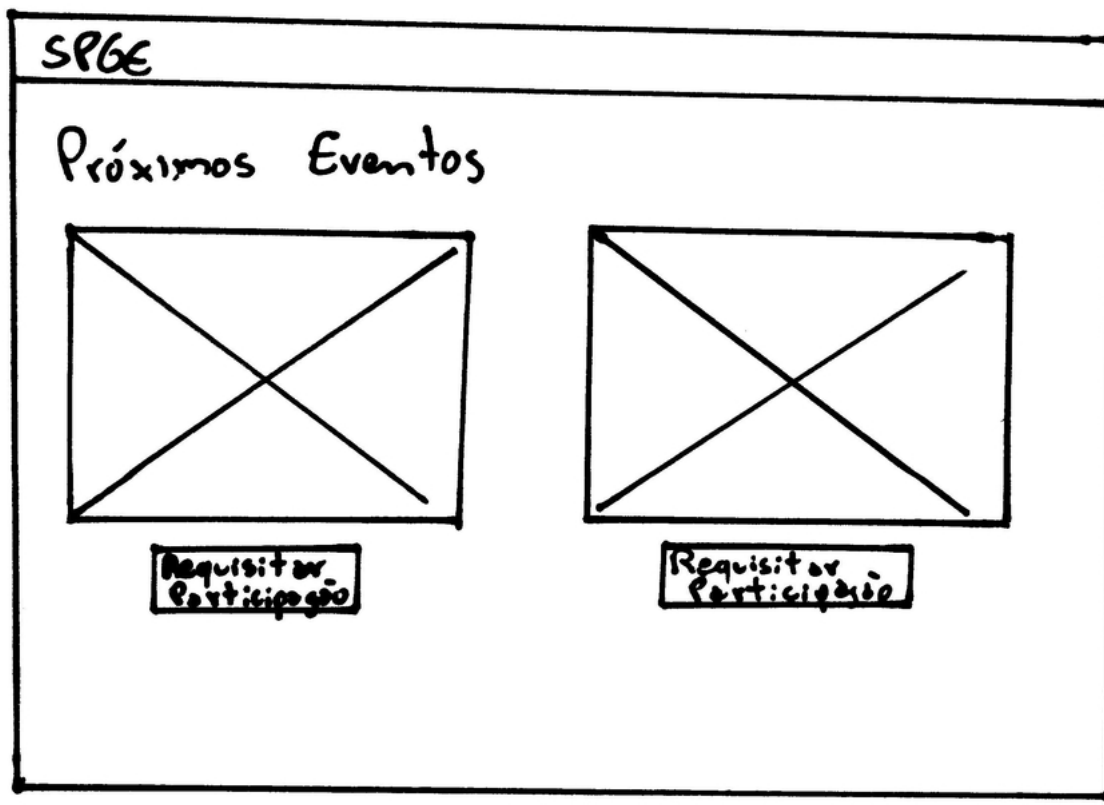 SPGE
Próximos Eventos
Requisitar
Participação
Requisitar
Participação